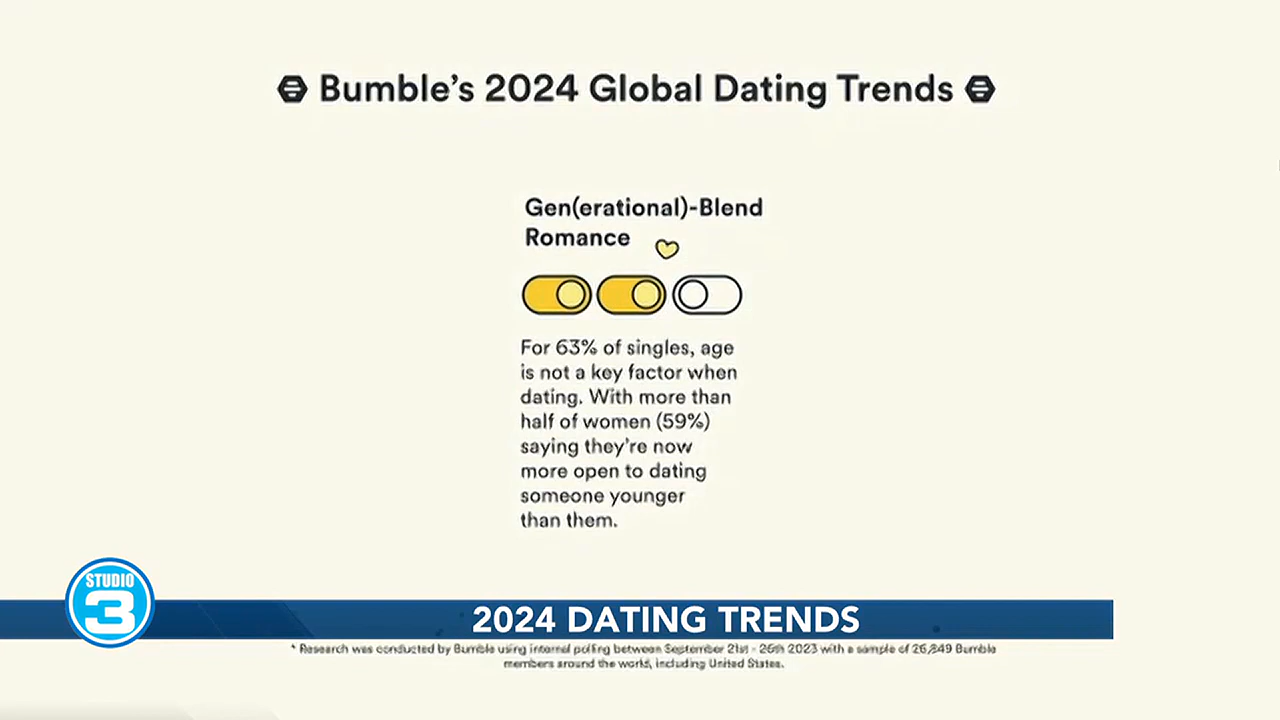 Bumble's 2024 Global Dating Trends
Gen(erational)-Blend
Romance
For 63% of singles, age
is not a key factor when
dating. With more than
half of women (59%)
saying they're now
more open to dating
someone younger
than them.
STUDIO
3
2024 DATING TRENDS
* Research was conducted by Bumble using internal polling between September 21st - 26th 2023 with a sample of 26,849 Bumble
members around the world, including United States.